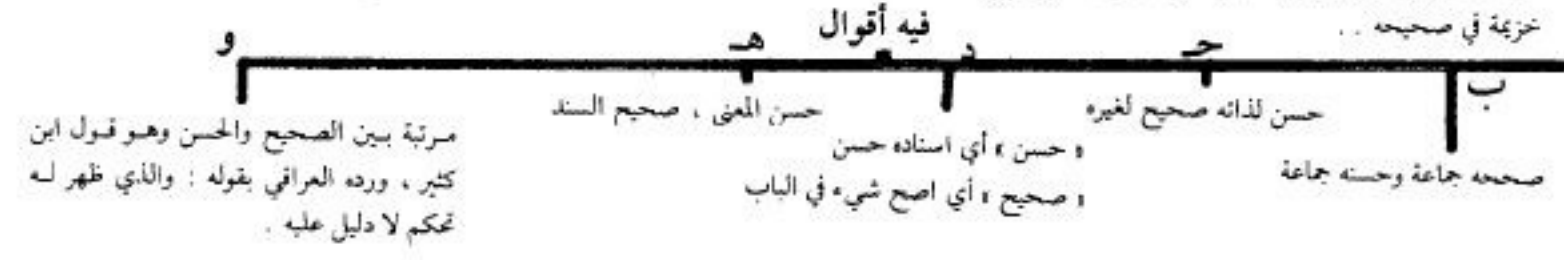 خزيمة في صحيحه ..
فيه أقوال
ب
صححه جماعة وحسنه جماعة
حـ
حسن لذاته صحيح لغيره
د
« حسن » أي اسناده حسن
« صحيح » أي اصح شيء في الباب
هـ
حسن المعنى ، صحيح السند
و
مرتبة بين الصحيح والحسن وهو قول ابن
كثير ، ورده العراقي بقوله : والذي ظهر له
تحكم لا دليل عليه .